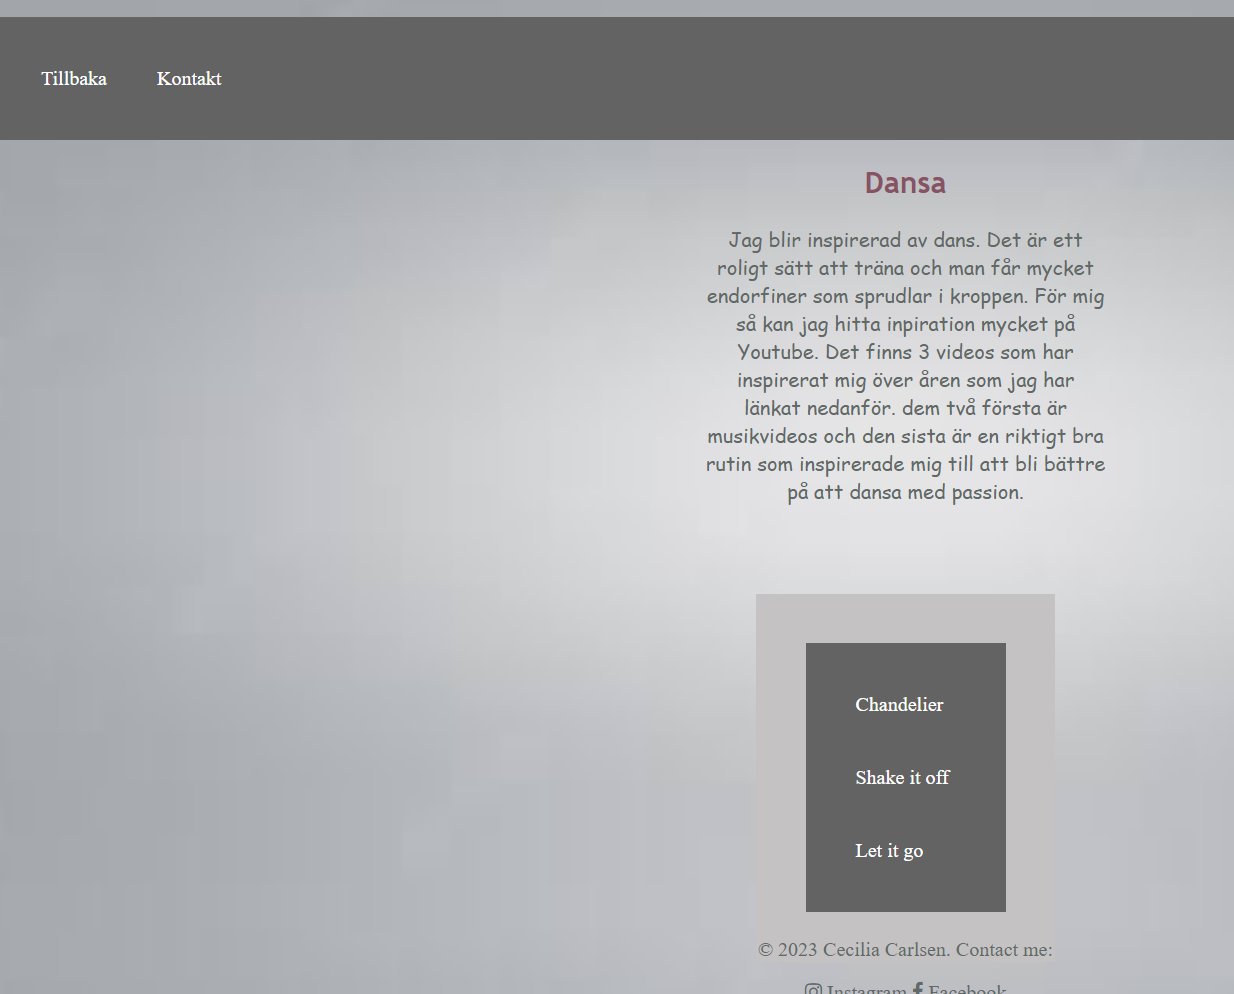 Tillbaka Kontakt
Dansa
Jag blir inspirerad av dans. Det är ett
roligt sätt att träna och man får mycket
endorfiner som sprudlar i kroppen. För mig
så kan jag hitta inpiration mycket på
Youtube. Det finns 3 videos som har
inspirerat mig över åren som jag har
länkat nedanför. dem två första är
musikvideos och den sista är en riktigt bra
rutin som inspirerade mig till att bli bättre
på att dansa med passion.
Chandelier
Shake it off
Let it go
© 2023 Cecilia Carlsen. Contact me:
Instagram Facebook